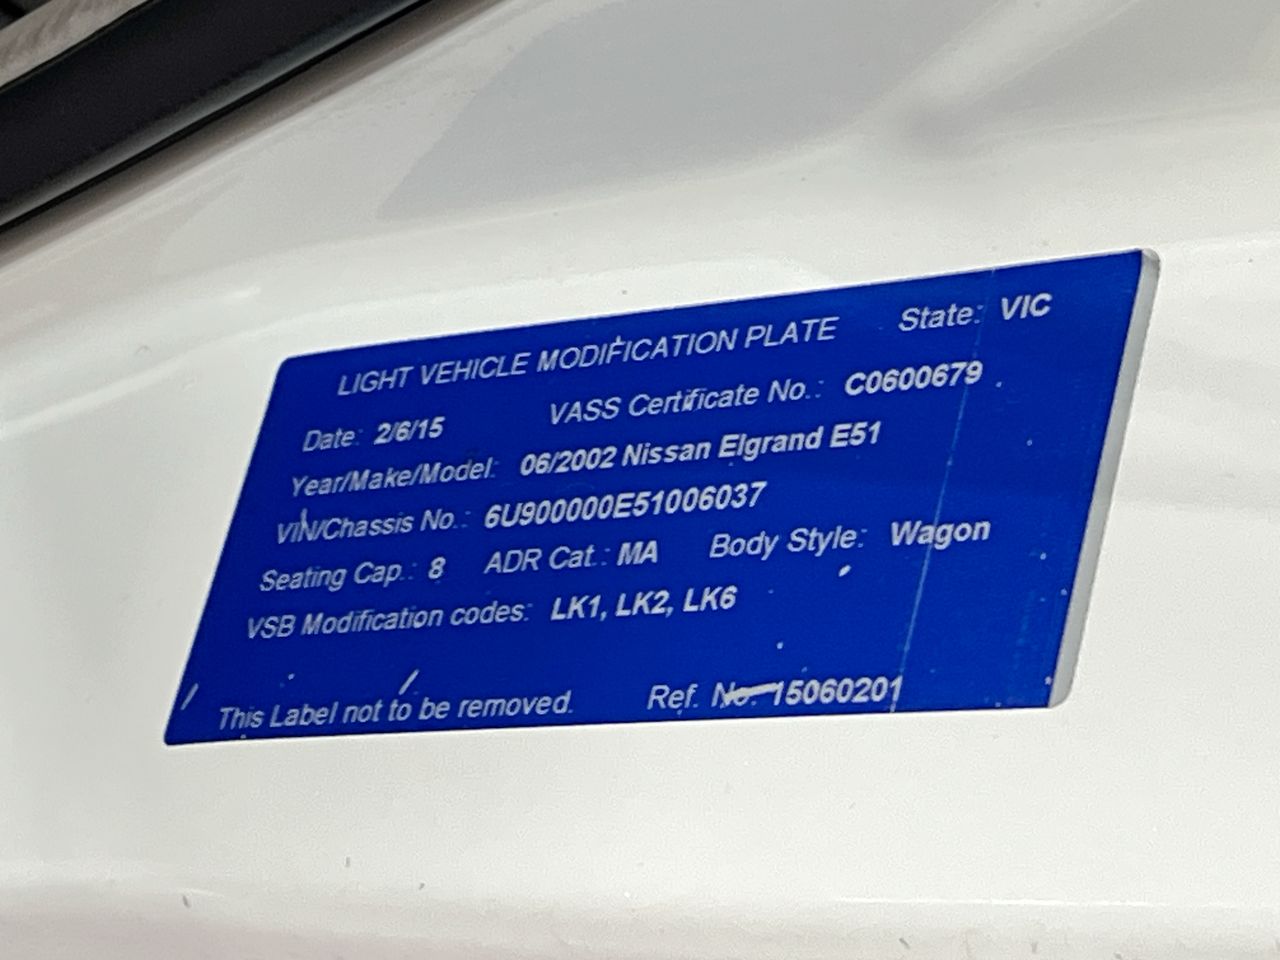 LIGHT VEHICLE MODIFICATION PLATE State: VIC
Date: 2/6/15 VASS Certificate No.: C0600679
Year/Make/Model: 06/2002 Nissan Elgrand E51
VIN/Chassis No.: 6U900000E51006037
Seating Cap.: 8 ADR Cat.: MA Body Style: Wagon
VSB Modification codes: LK1, LK2, LK6
This Label not to be removed. Ref. No. 15060201